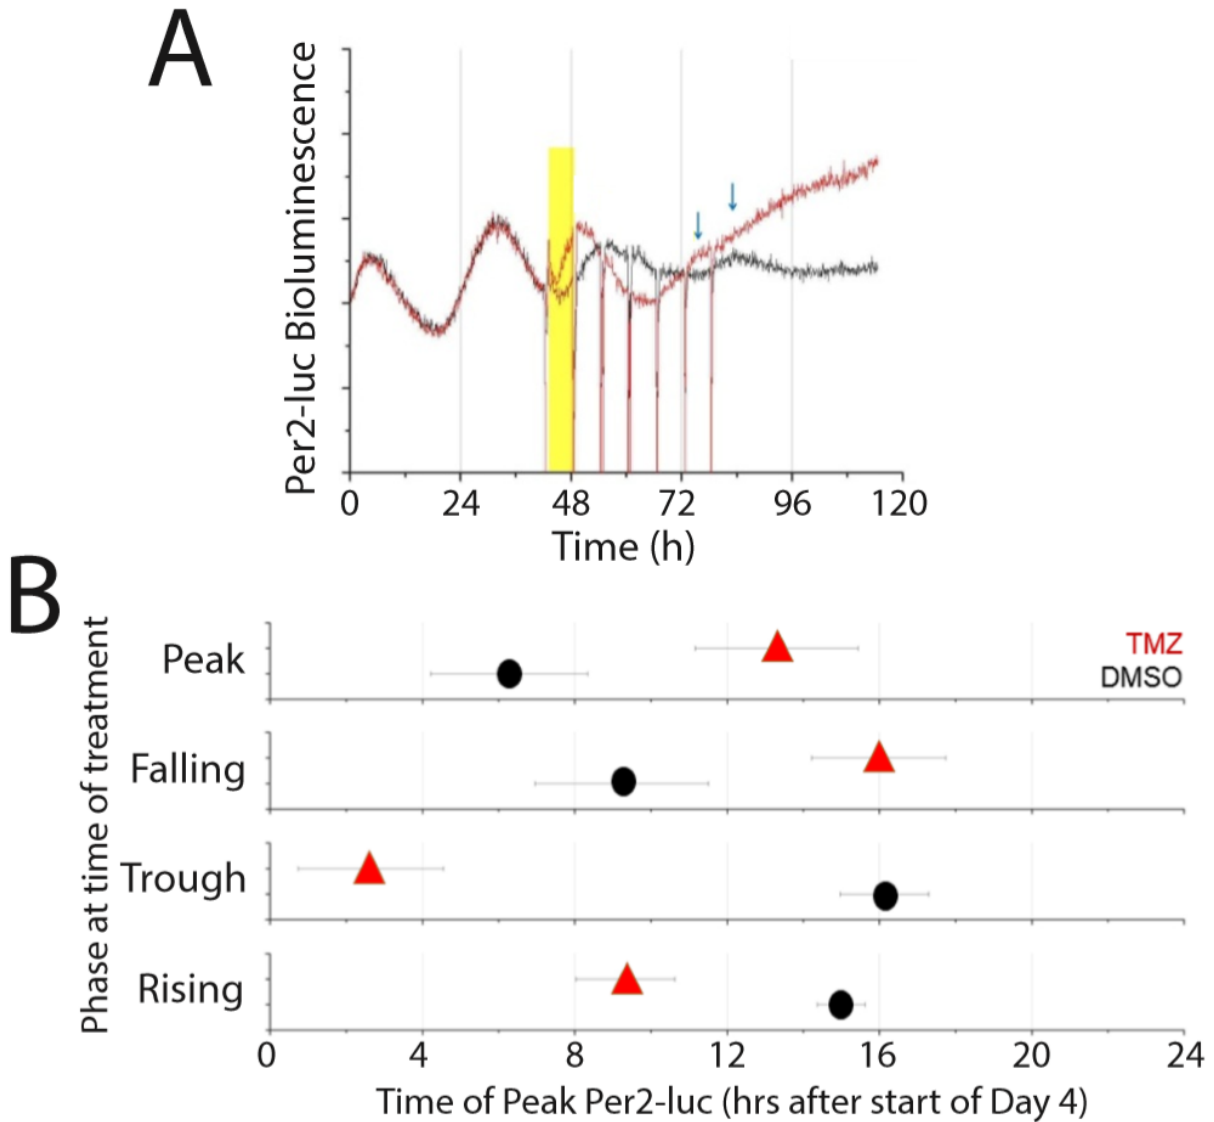 A
Per2-luc Bioluminescence
0 24 48 72 96 120
Time (h)
B
Phase at time of treatment
Peak
TMZ
DMSO
Falling
Trough
Rising
0 4 8 12 16 20 24
Time of Peak Per2-luc (hrs after start of Day 4)